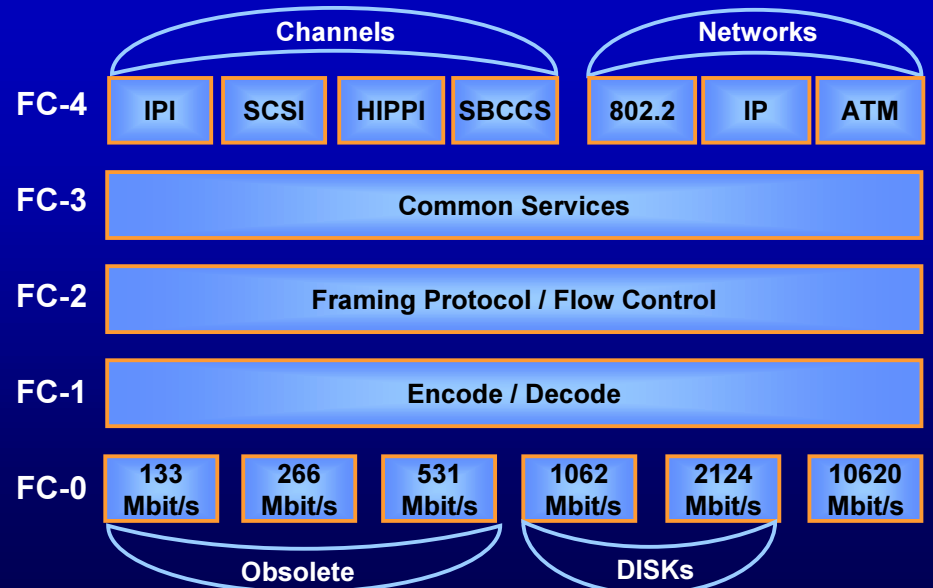 Channels Networks
FC-4 IPI SCSI HIPPI SBCCS 802.2 IP ATM
FC-3 Common Services
FC-2 Framing Protocol / Flow Control
FC-1 Encode / Decode
FC-0 133 Mbit/s 266 Mbit/s 531 Mbit/s 1062 Mbit/s 2124 Mbit/s 10620 Mbit/s
Obsolete DISKs